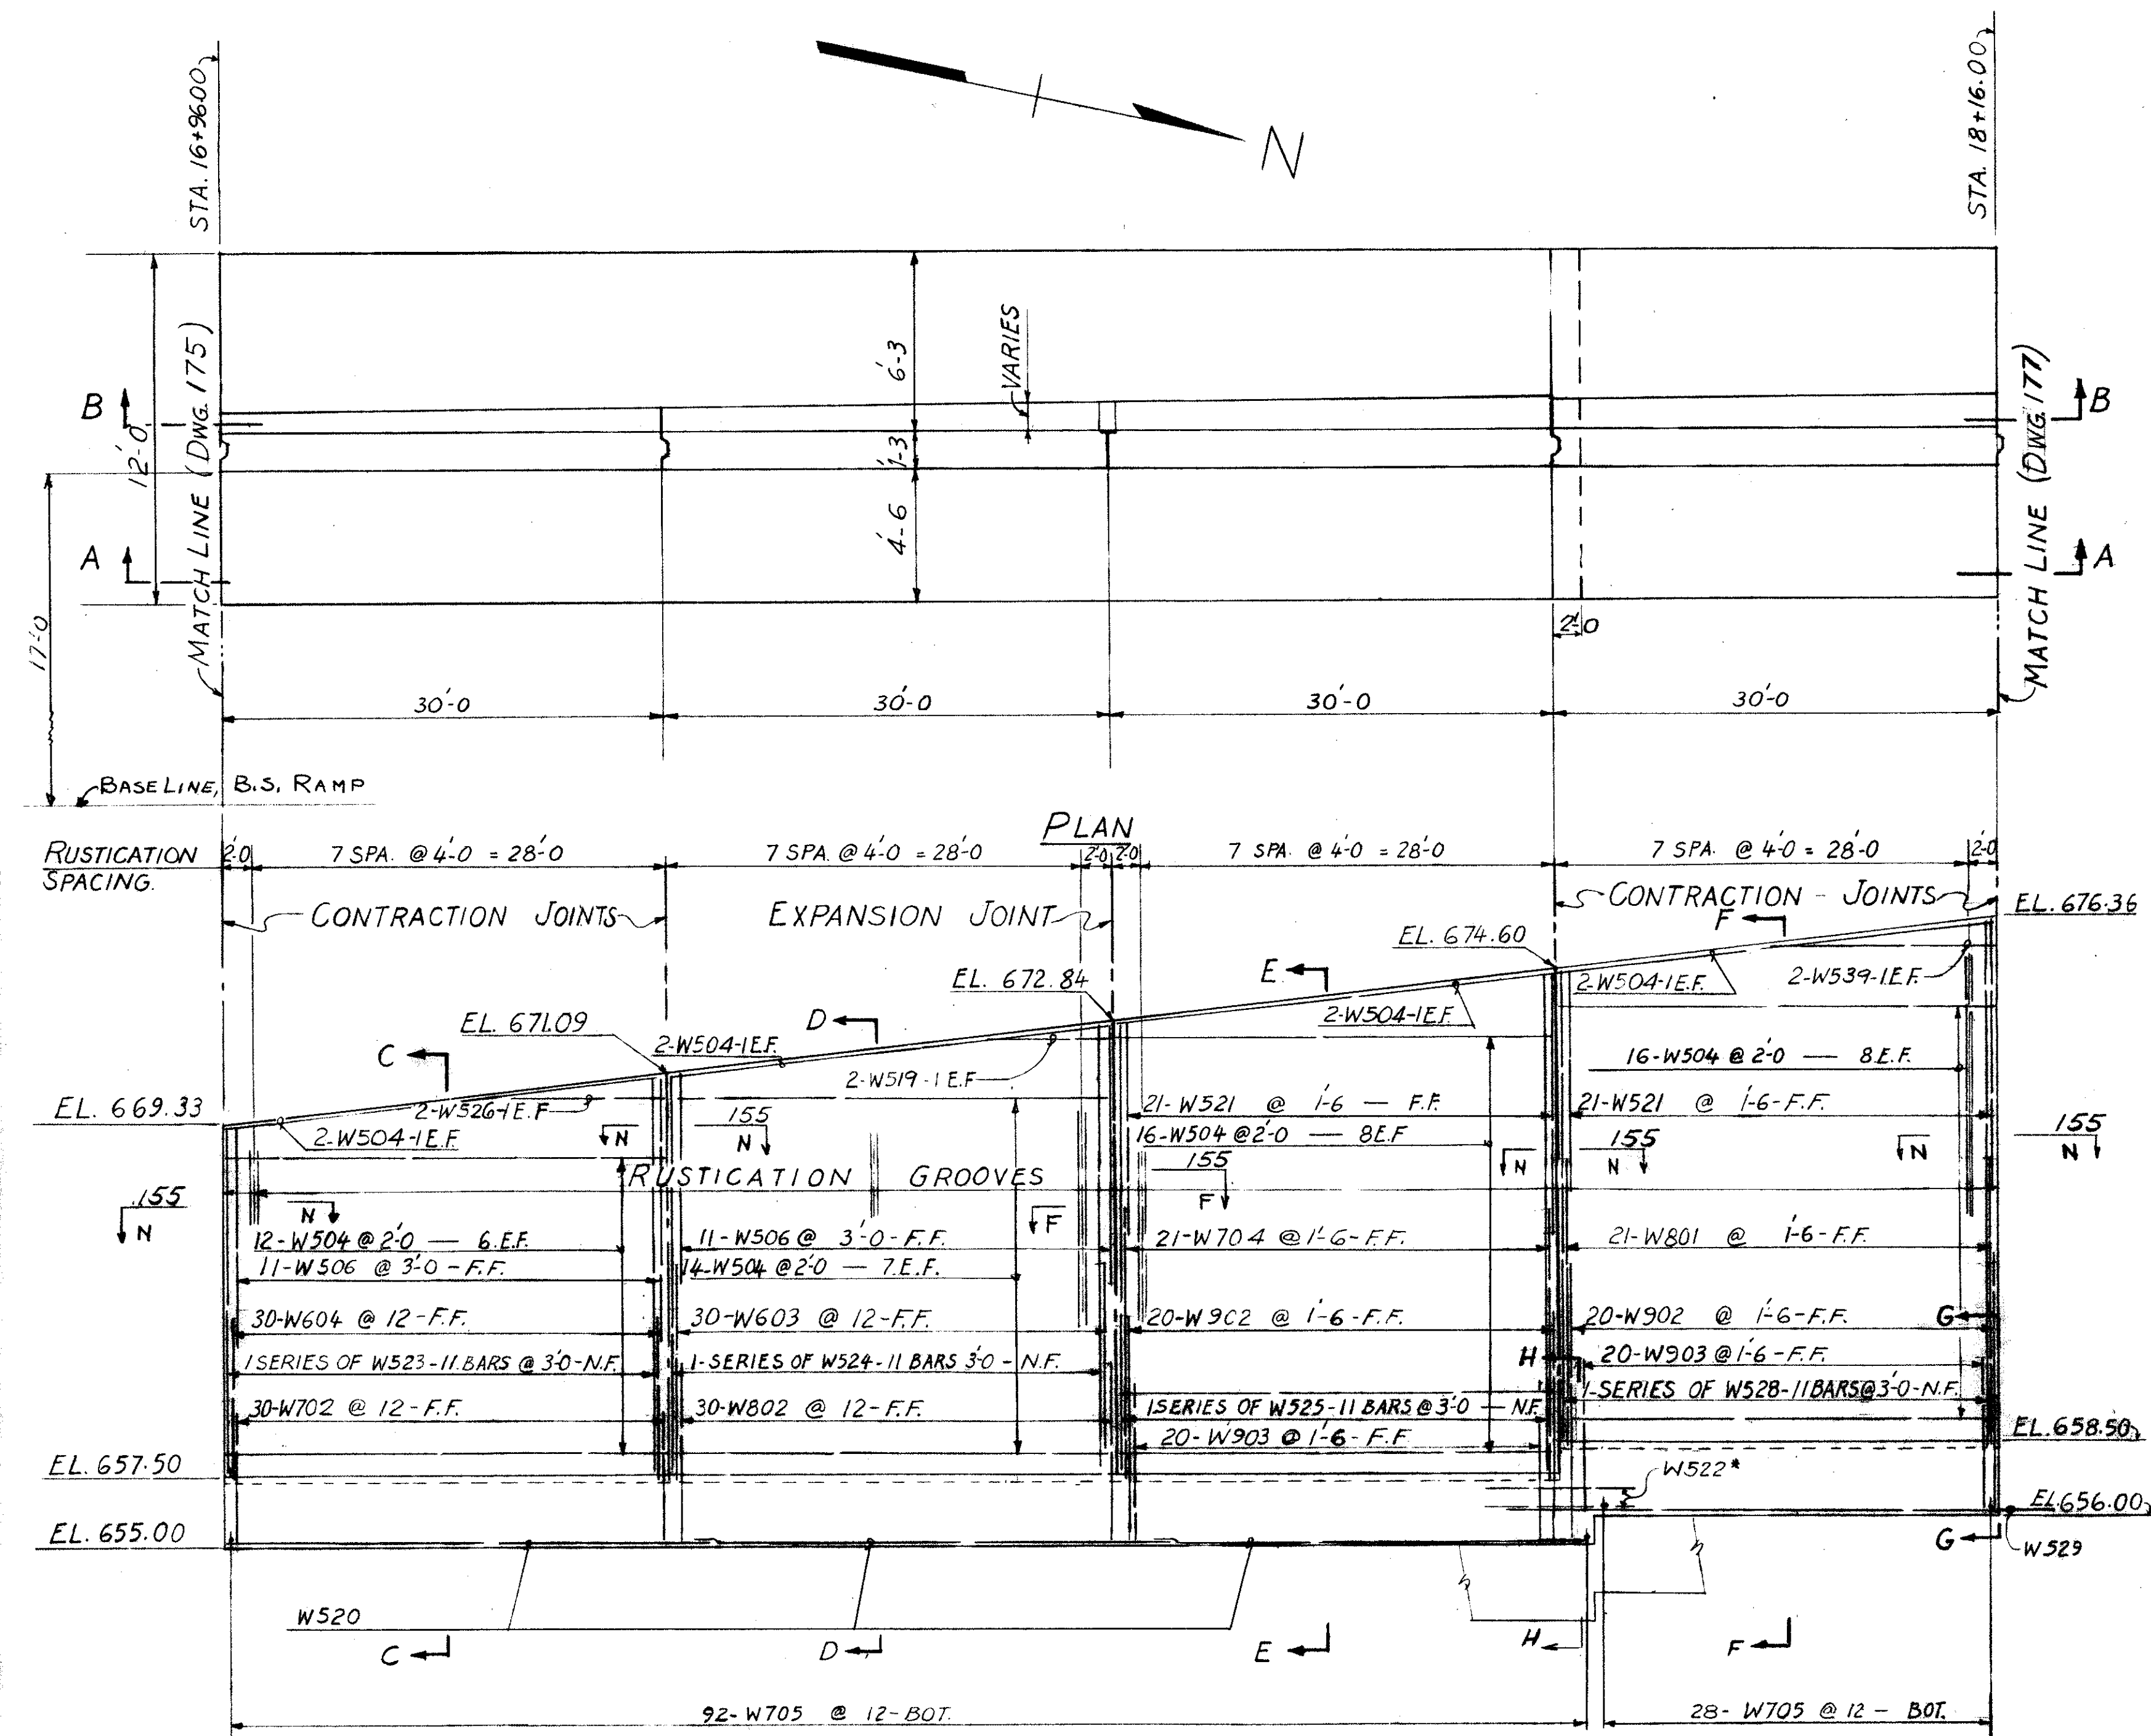 STA. 16+96.00
STA. 18+16.00
N
12'-0
6'-3
VARIES
1'-3
4'-6
B
B
A
A
MATCH LINE (DWG. 175)
MATCH LINE (DWG. 177)
17'-0
2'-0
30'-0
30'-0
30'-0
30'-0
BASE LINE, B.S. RAMP
PLAN
RUSTICATION
SPACING.
2'-0
7 SPA. @ 4'-0 = 28'-0
7 SPA. @ 4'-0 = 28'-0
2'-0
2'-0
7 SPA. @ 4'-0 = 28'-0
7 SPA. @ 4'-0 = 28'-0
2'-0
CONTRACTION JOINTS
EXPANSION JOINT
CONTRACTION - JOINTS
EL. 676.36
F
EL. 674.60
E
EL. 672.84
2-W504-1E.F.
2-W539-1E.F.
2-W504-1E.F.
EL. 671.09
D
2-W504-1E.F.
C
2-W519-1E.F
16-W504 @ 2'-0 — 8.E.F.
EL. 669.33
2-W526-1E.F
2-W504-1E.F
155
N
N
21-W521 @ 1'-6 — F.F.
21-W521 @ 1'-6-F.F.
16-W504 @ 2'-0 — 8E.F
155
F
N
155
N
N
155
N
RUSTICATION GROOVES
155
N
N
F
12-W504 @ 2'-0 — 6.E.F.
11-W506 @ 3'-0-F.F.
21-W704 @ 1'-6-F.F.
21-W801 @ 1'-6-F.F.
11-W506 @ 3'-0-F.F.
14-W504 @ 2'-0 — 7.E.F.
30-W604 @ 12-F.F.
30-W603 @ 12-F.F.
20-W902 @ 1'-6-F.F.
20-W902 @ 1'-6-F.F.
G
1 SERIES OF W523-11 BARS @ 3'-0-N.F.
1-SERIES OF W524-11 BARS 3'-0-N.F.
H
20-W903 @ 1'-6-F.F.
1-SERIES OF W528-11 BARS @ 3'-0-N.F.
30-W702 @ 12-F.F.
30-W802 @ 12-F.F.
1 SERIES OF W525-11 BARS @ 3'-0 — N.F.
20-W903 @ 1'-6-F.F
EL. 658.50
EL. 657.50
W522*
EL. 656.00
EL. 655.00
G
W529
W520
C
D
E
H
F
92-W705 @ 12-BOT.
28-W705 @ 12-BOT.